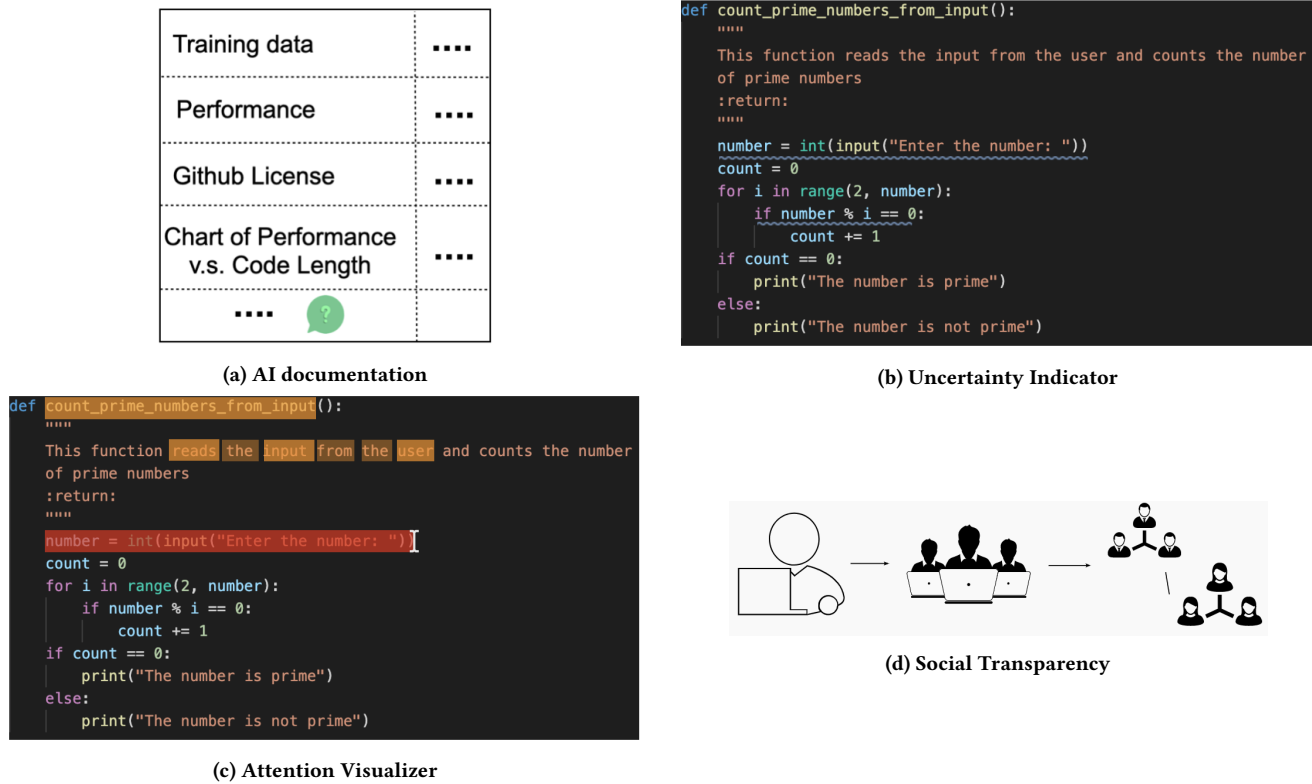 Training data ....
Performance ....
Github License ....
Chart of Performance
v.s. Code Length ....
.... ?
(a) AI documentation
def count_prime_numbers_from_input():
"""
This function reads the input from the user and counts the number
of prime numbers
:return:
"""
number = int(input("Enter the number: "))
count = 0
for i in range(2, number):
if number % i == 0:
count += 1
if count == 0:
print("The number is prime")
else:
print("The number is not prime")
(b) Uncertainty Indicator
def count_prime_numbers_from_input():
"""
This function reads the input from the user and counts the number
of prime numbers
:return:
"""
number = int(input("Enter the number: "))
count = 0
for i in range(2, number):
if number % i == 0:
count += 1
if count == 0:
print("The number is prime")
else:
print("The number is not prime")
(c) Attention Visualizer
(d) Social Transparency